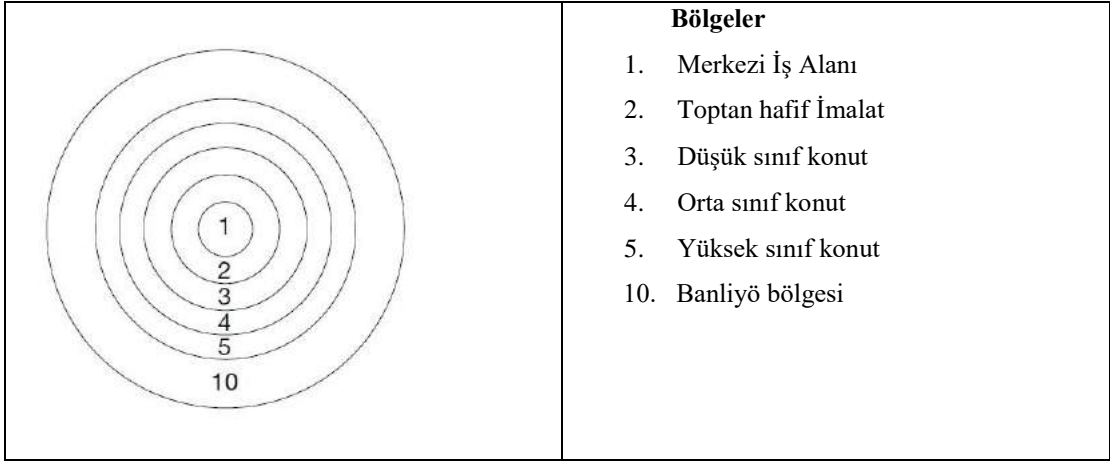 1
2
3
4
5
10
Bölgeler
1. Merkezi İş Alanı
2. Toptan hafif İmalat
3. Düşük sınıf konut
4. Orta sınıf konut
5. Yüksek sınıf konut
10. Banliyö bölgesi